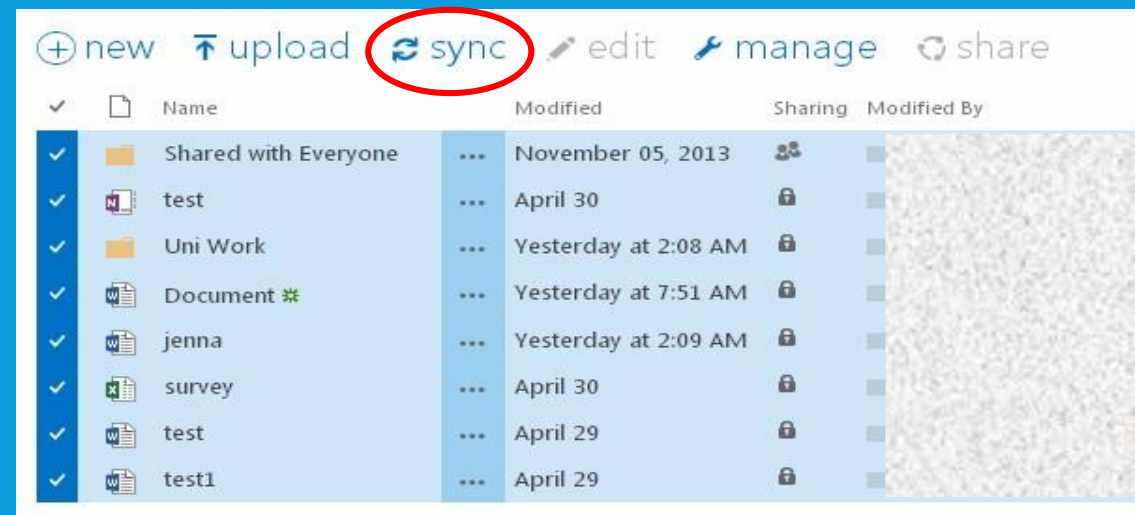 new upload sync edit manage share
Name Modified Sharing Modified By
Shared with Everyone ... November 05, 2013
test ... April 30
Uni Work ... Yesterday at 2:08 AM
Document ... Yesterday at 7:51 AM
jenna ... Yesterday at 2:09 AM
survey ... April 30
test ... April 29
test1 ... April 29